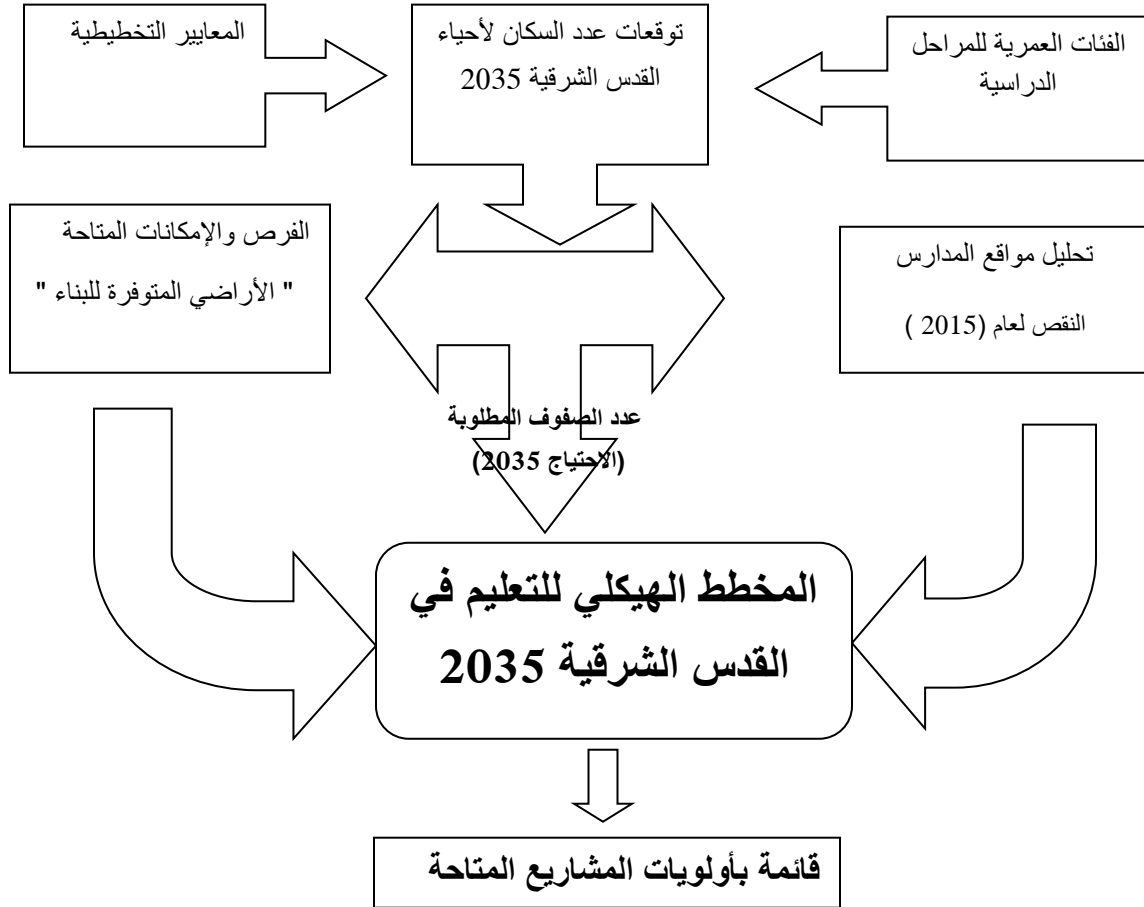 المعايير التخطيطية
توقعات عدد السكان لأحياء
القدس الشرقية 2035
الفئات العمرية للمراحل
الدراسية
الفرص والإمكانات المتاحة
" الأراضي المتوفرة للبناء "
تحليل مواقع المدارس
النقص لعام (2015 )
عدد الصفوف المطلوبة
(الاحتياج 2035)
المخطط الهيكلي للتعليم في
القدس الشرقية 2035
قائمة بأولويات المشاريع المتاحة